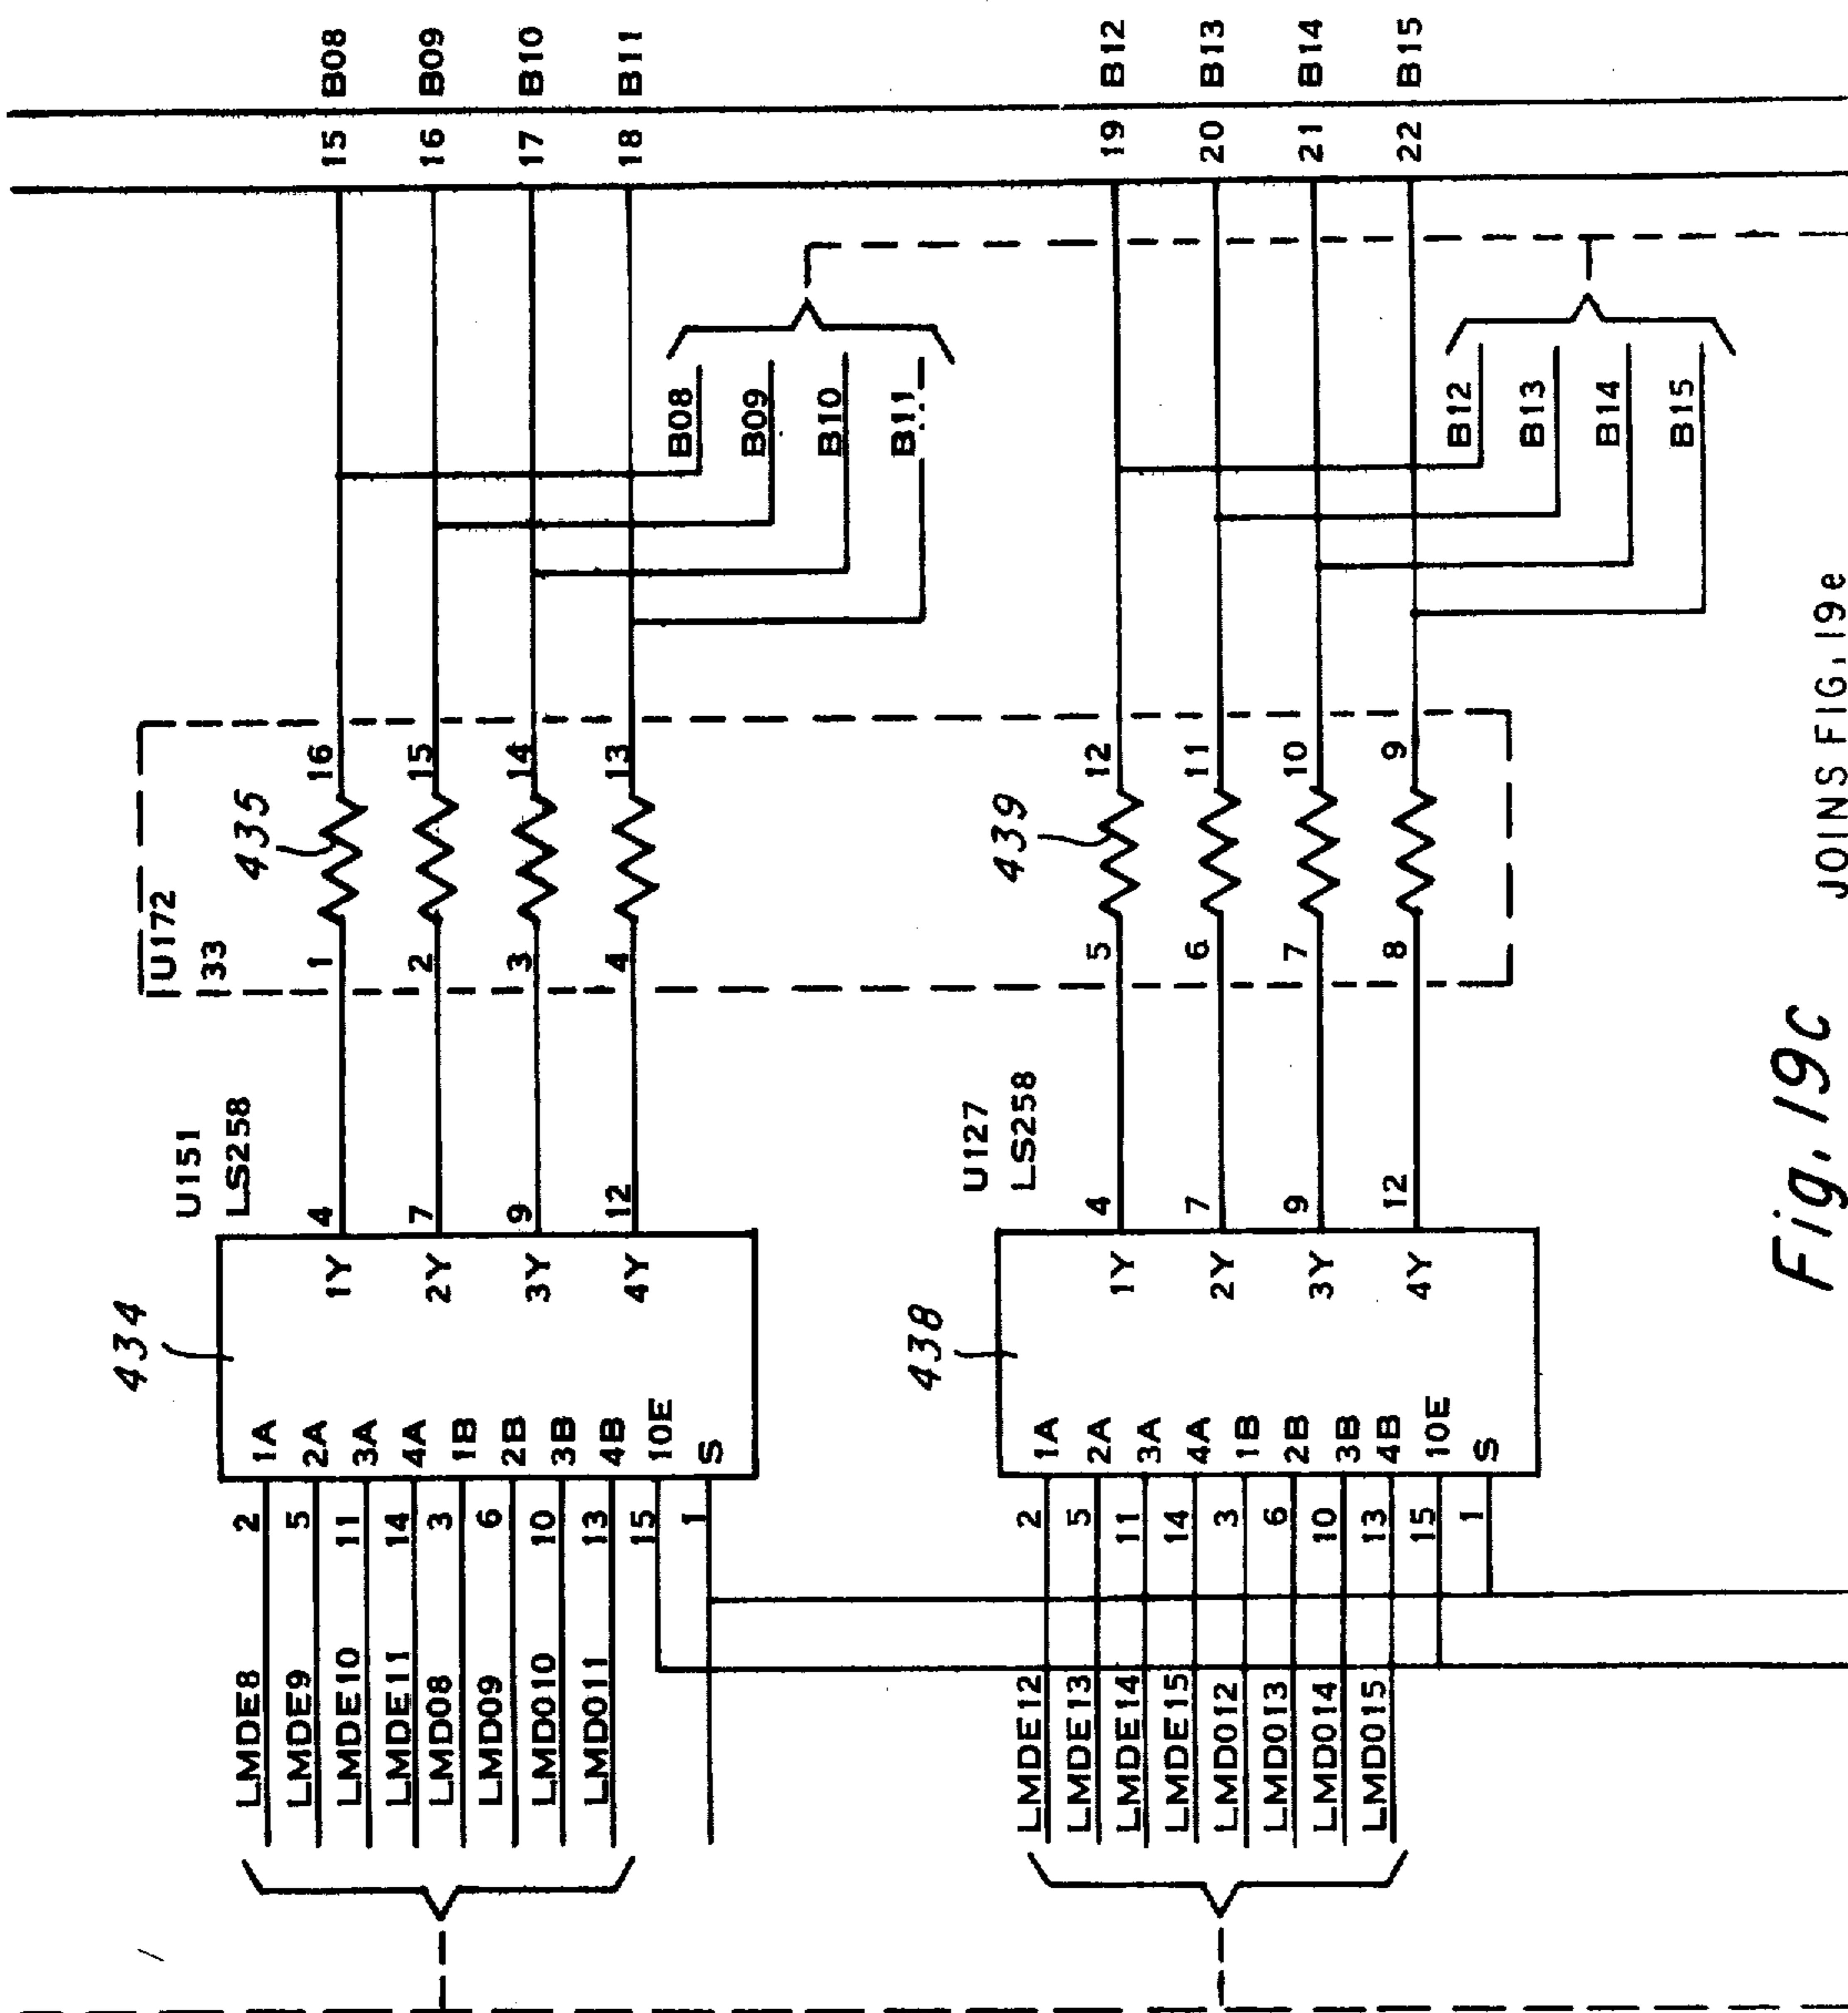 434
U151
LS258
LMDE8 2 1A
LMDE9 5 2A
LMDE10 11 3A
LMDE11 14 4A
LMD08 3 1B
LMD09 6 2B
LMD010 10 3B
LMD011 13 4B
15 10E
1 S
1Y 4
2Y 7
3Y 9
4Y 12
U172
33
435
1 16
2 15
3 14
4 13
B08
B09
B10
B11
15 B08
16 B09
17 B10
18 B11
438
U127
LS258
LMDE12 2 1A
LMDE13 5 2A
LMDE14 11 3A
LMDE15 14 4A
LMD012 3 1B
LMD013 6 2B
LMD014 10 3B
LMD015 13 4B
15 10E
1 S
1Y 4
2Y 7
3Y 9
4Y 12
439
5 12
6 11
7 10
8 9
B12
B13
B14
B15
19 B12
20 B13
21 B14
22 B15
Fig. 19c
JOINS FIG. 19e